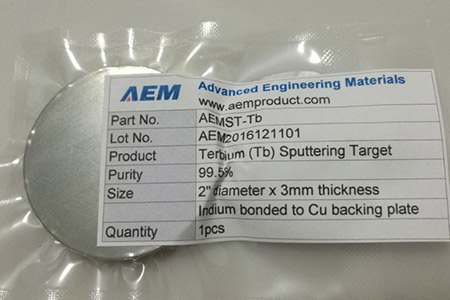 AEM Advanced Engineering Materials
www.aemproduct.com
Part No. AEMST-Tb
Lot No. AEM2016121101
Product Terbium (Tb) Sputtering Target
Purity 99.5%
Size 2" diameter x 3mm thickness
Indium bonded to Cu backing plate
Quantity 1pcs